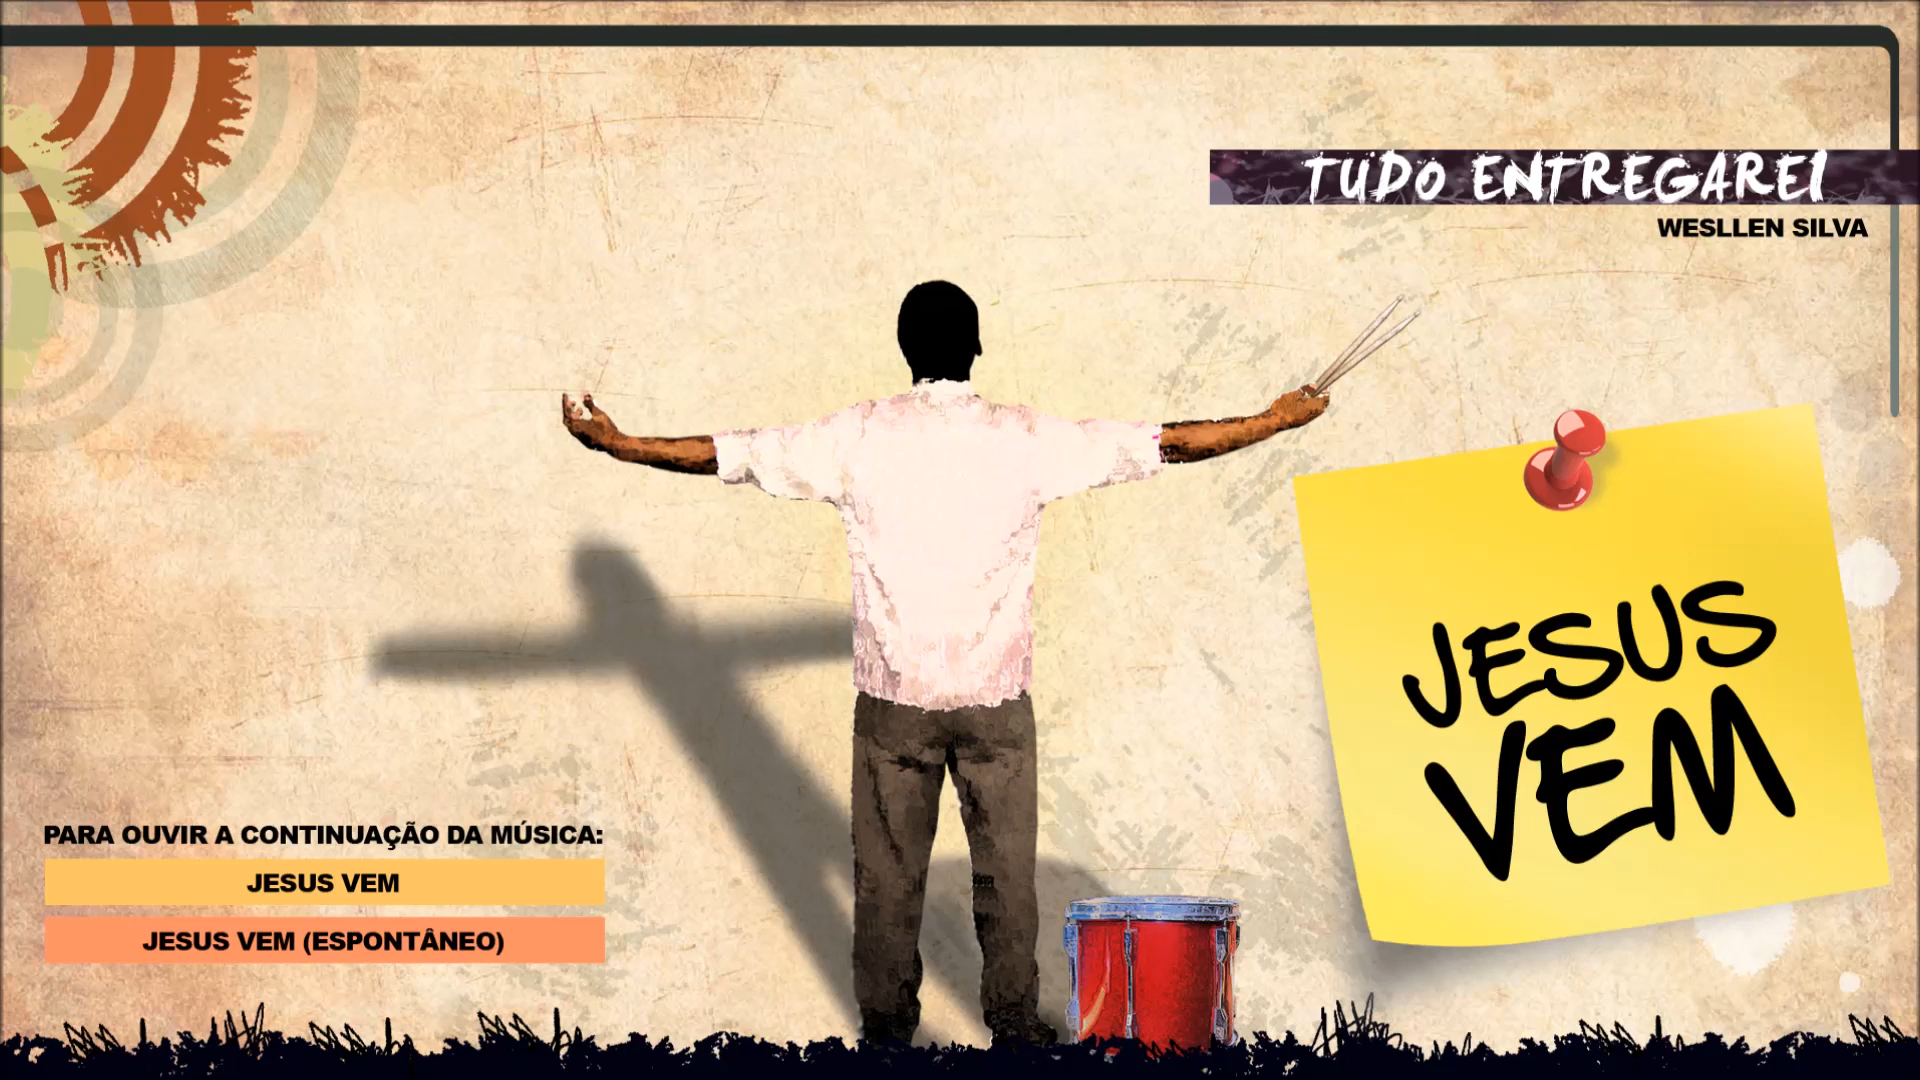 TUDO ENTREGAREI
WESLLEN SILVA
JESUS
VEM
PARA OUVIR A CONTINUAÇÃO DA MÚSICA:
JESUS VEM
JESUS VEM (ESPONTÂNEO)